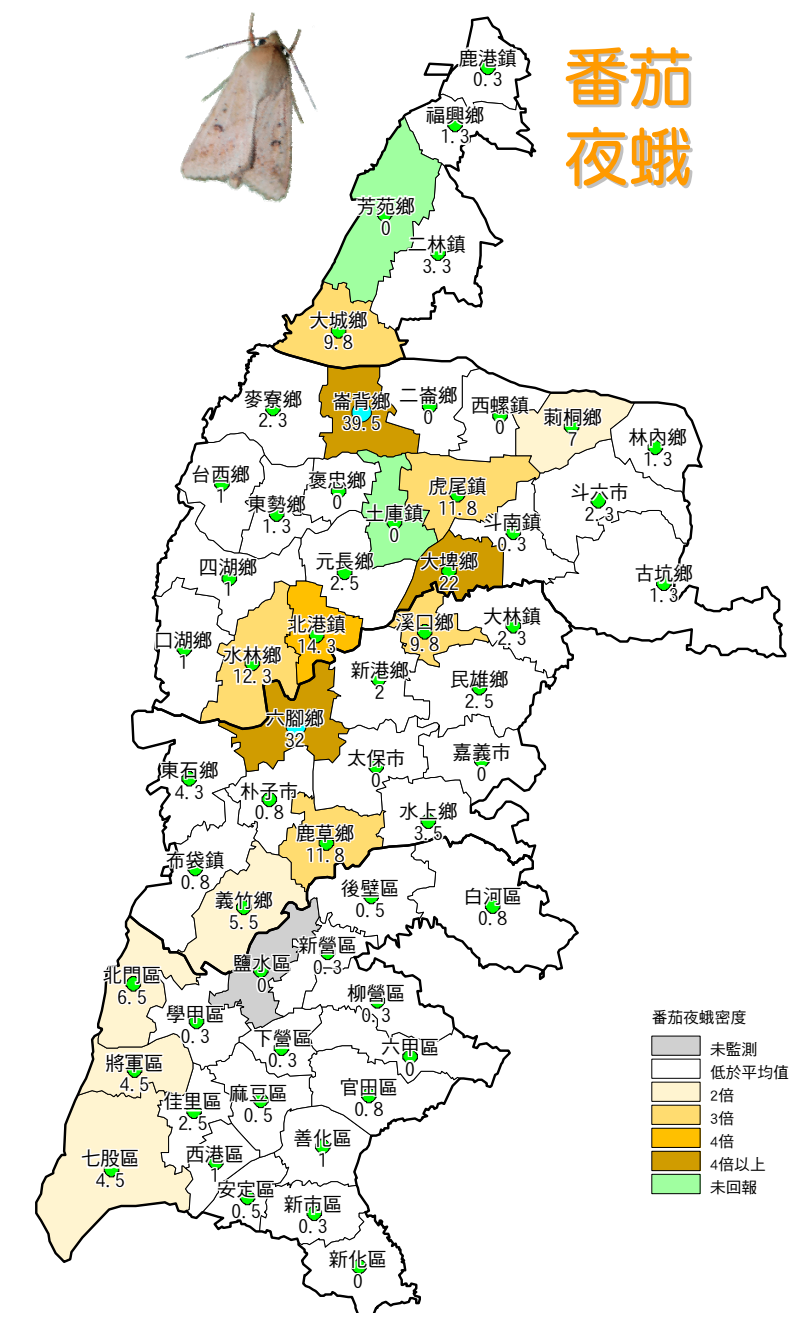 番茄
夜蛾
鹿港鎮
0.3
福興鄉
1.3
芳苑鄉
0
二林鎮
3.3
大城鄉
9.8
麥寮鄉
2.3
崙背鄉
39.5
二崙鄉
0
西螺鎮
0
莿桐鄉
7
林內鄉
1.3
台西鄉
1
東勢鄉
1.3
褒忠鄉
0
土庫鎮
0
虎尾鎮
11.8
斗南鎮
0.3
斗六市
2.3
四湖鄉
1
元長鄉
2.5
大埤鄉
22
古坑鄉
1.3
口湖鄉
1
水林鄉
12.3
北港鎮
14.3
溪口鄉
9.8
大林鎮
2.3
新港鄉
2
民雄鄉
2.5
六腳鄉
32
東石鄉
4.3
朴子市
0.8
太保市
0
嘉義市
0
鹿草鄉
11.8
水上鄉
3.5
布袋鎮
0.8
義竹鄉
5.5
後壁區
0.5
白河區
0.8
鹽水區
0
新營區
0.3
北門區
6.5
學甲區
0.3
柳營區
0.3
下營區
0.3
六甲區
0
將軍區
4.5
佳里區
2.5
麻豆區
0.5
官田區
0.8
七股區
4.5
西港區
1
善化區
1
安定區
0.5
新市區
0.3
新化區
0
番茄夜蛾密度
未監測
低於平均值
2倍
3倍
4倍
4倍以上
未回報